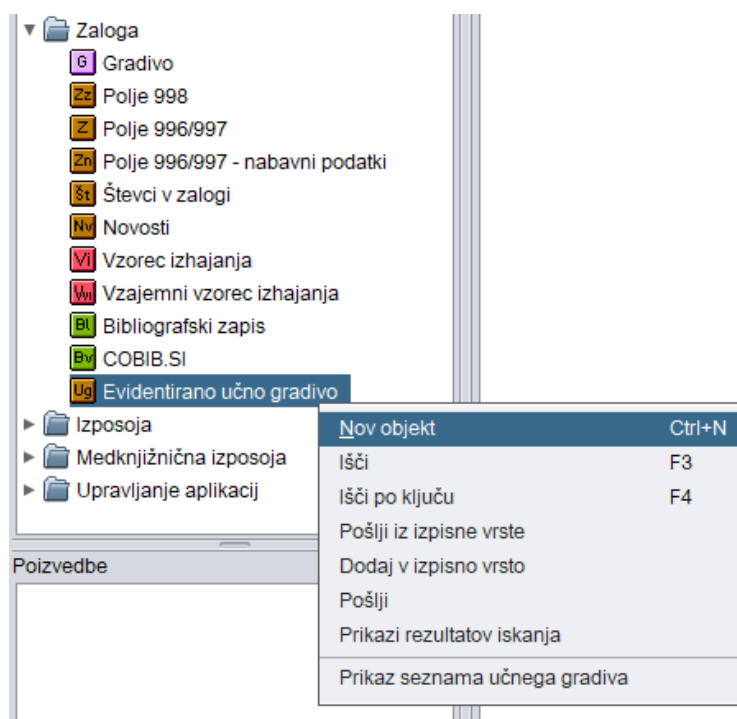 Zaloga
G Gradivo
Zz Polje 998
Z Polje 996/997
Zn Polje 996/997 - nabavni podatki
Št Števci v zalogi
Nv Novosti
Vi Vzorec izhajanja
Vzajemni vzorec izhajanja
Bl Bibliografski zapis
Bv COBIB.SI
Ug Evidentirano učno gradivo
Izposoja
Medknjižnična izposoja
Upravljanje aplikacij
Nov objekt Ctrl+N
Išči F3
Išči po ključu F4
Pošlji iz izpisne vrste
Dodaj v izpisno vrsto
Pošlji
Prikazi rezultatov iskanja
Prikaz seznama učnega gradiva
Poizvedbe